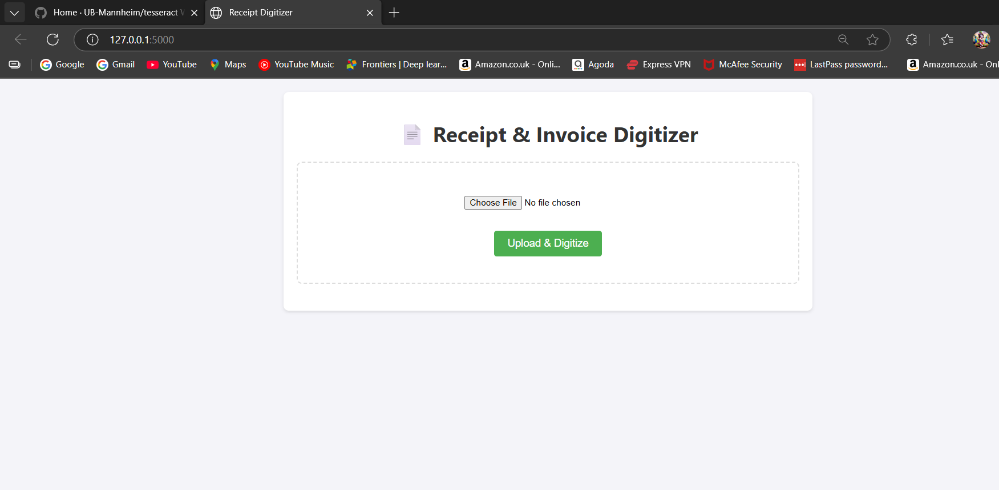 Home · UB-Mannheim/tesseract
Receipt Digitizer
127.0.0.1:5000
Google
Gmail
YouTube
Maps
YouTube Music
Frontiers | Deep lear...
Amazon.co.uk - Onli...
Agoda
Express VPN
McAfee Security
LastPass password...
Amazon.co.uk - Onl
Receipt & Invoice Digitizer
Choose File No file chosen
Upload & Digitize